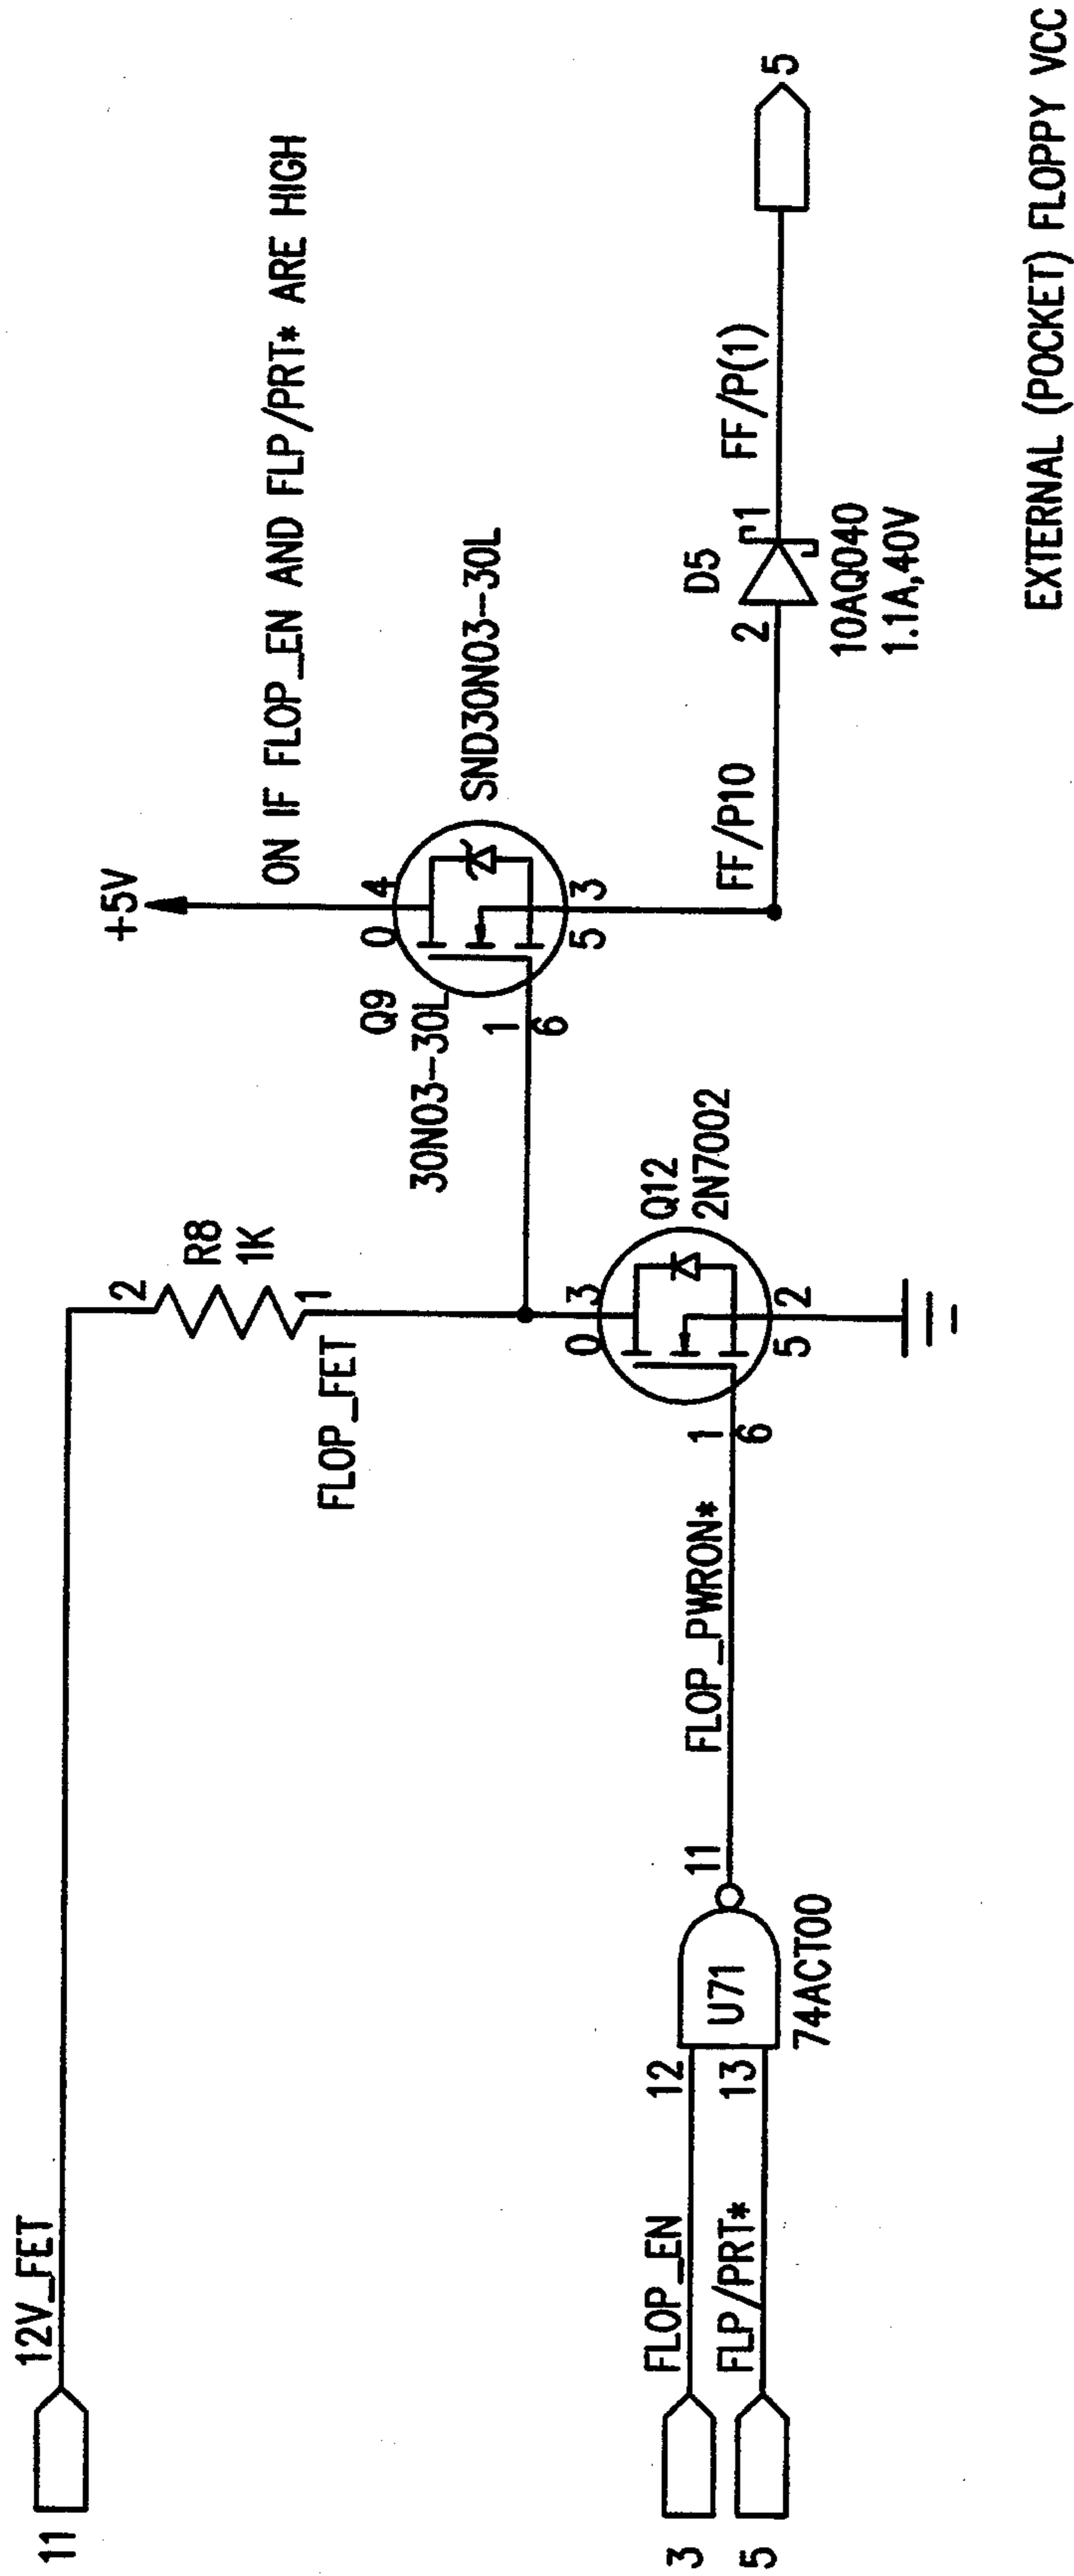 11
12V_FET
2
R8
1K
1
FLOP_FET
+5V
ON IF FLOP_EN AND FLP/PRT* ARE HIGH
Q9
30N03-30L
0 4
1
6
5 3
SND30N03-30L
0 3
Q12
2N7002
1
6
5 2
3
FLOP_EN
12
5
FLP/PRT*
13
U71
74ACT00
11
FLOP_PWRON*
FF/P10
2
D5
1
10AQ040
1.1A,40V
FF/P(1)
5
EXTERNAL (POCKET) FLOPPY VCC